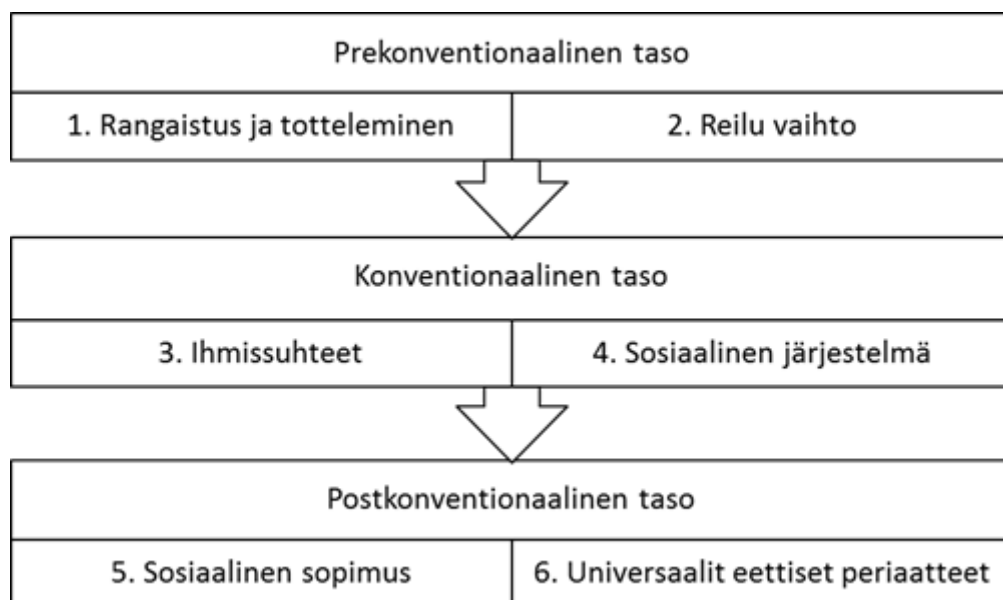 Prekonventionaalinen taso
1. Rangaistus ja totteleminen
2. Reilu vaihto
Konventionaalinen taso
3. Ihmissuhteet
4. Sosiaalinen järjestelmä
Postkonventionaalinen taso
5. Sosiaalinen sopimus
6. Universaalit eettiset periaatteet